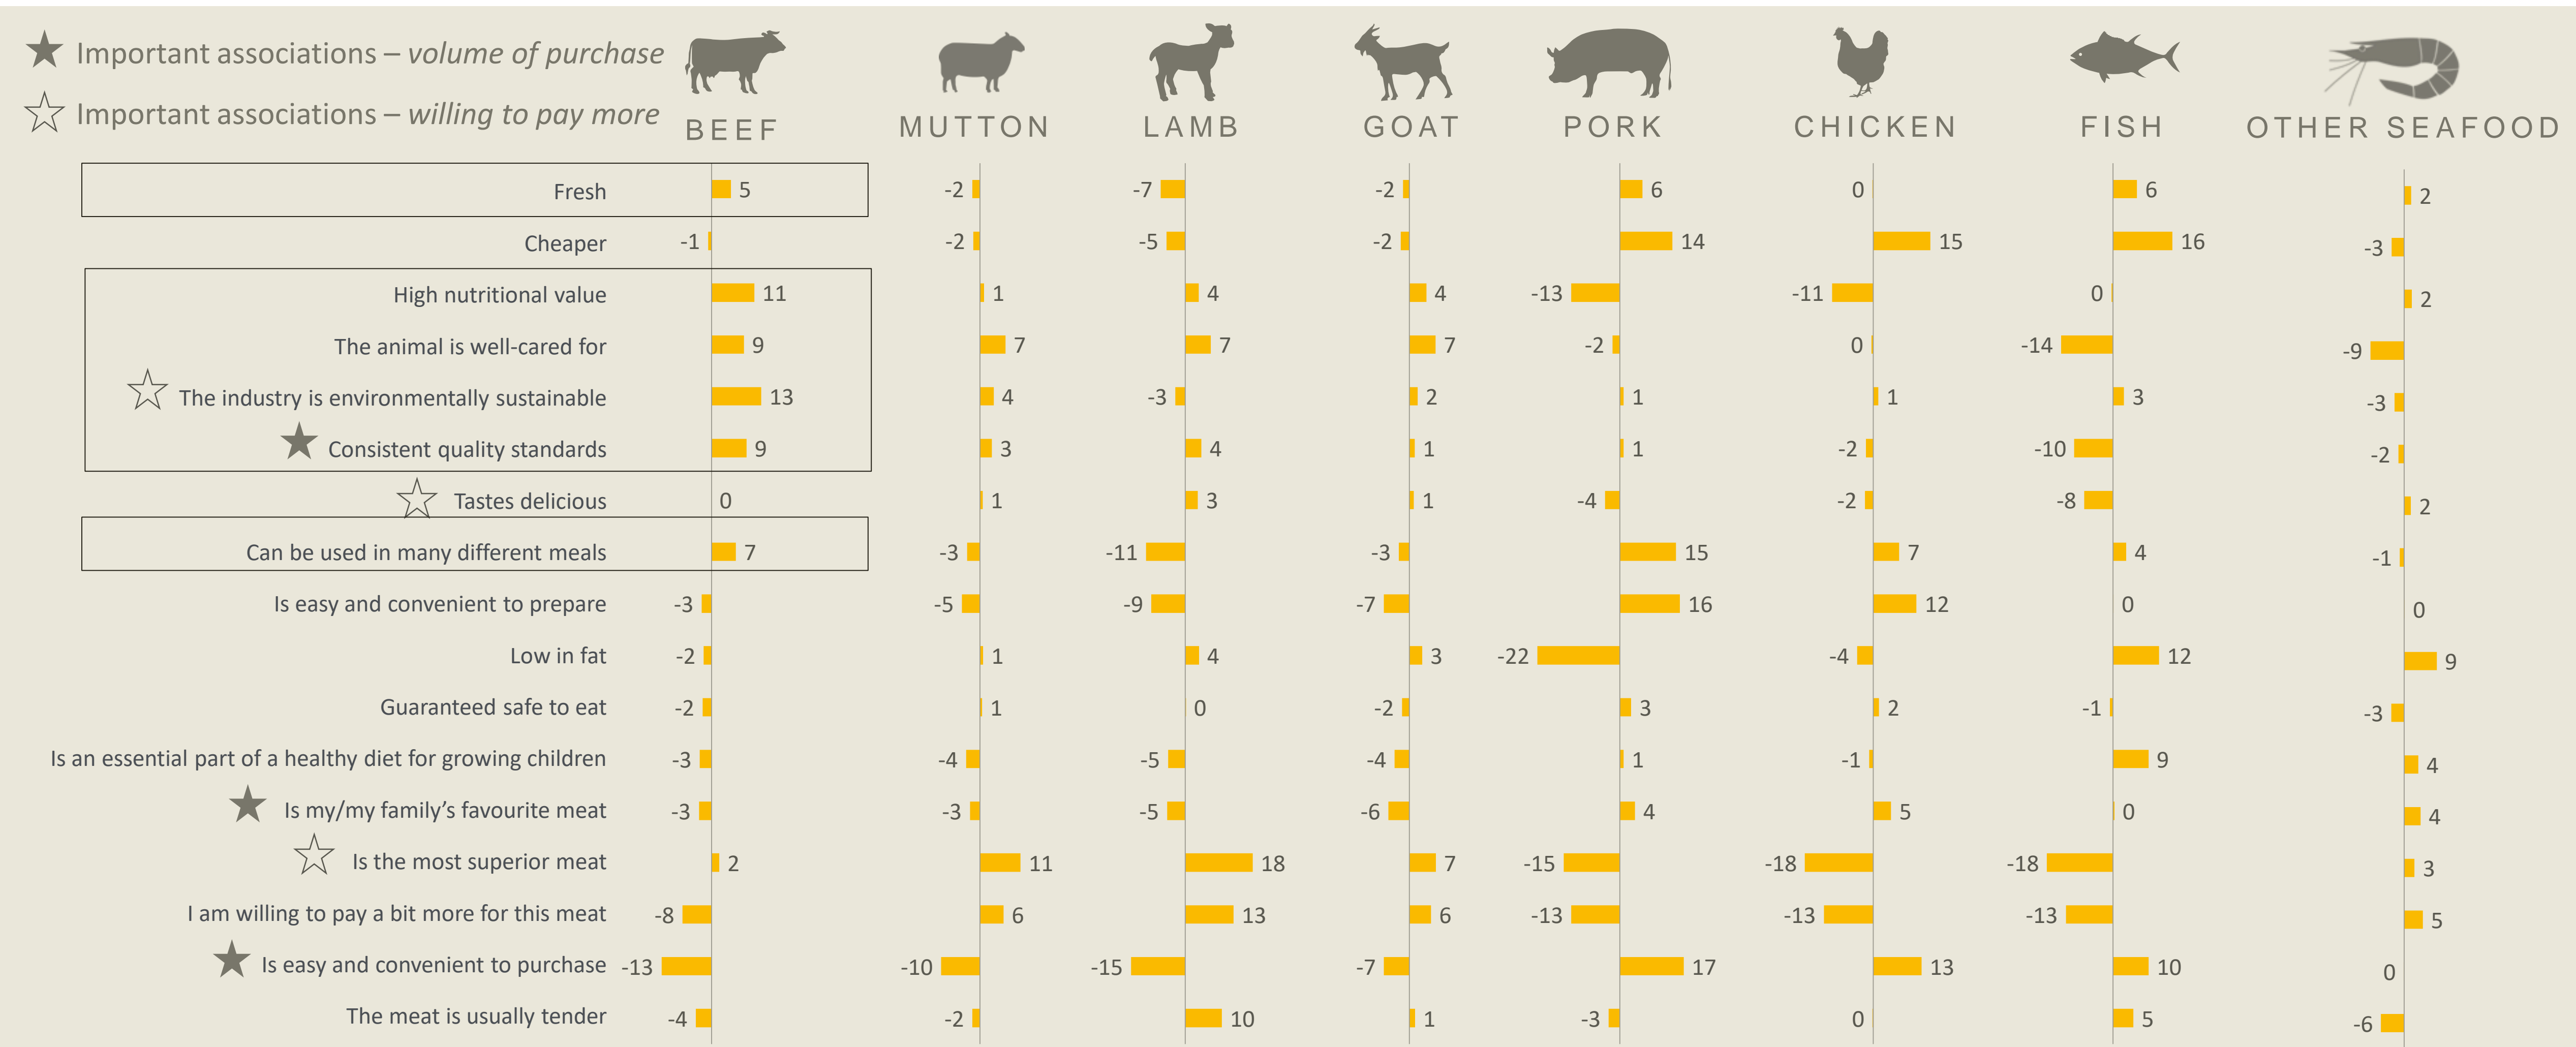 Important associations – volume of purchase
Important associations – willing to pay more
BEEF MUTTON LAMB GOAT PORK CHICKEN FISH OTHER SEAFOOD
Fresh 5 -2 -7 -2 6 0 6 2
Cheaper -1 -2 -5 -2 14 15 16 -3
High nutritional value 11 1 4 4 -13 -11 0 2
The animal is well-cared for 9 7 7 7 -2 0 -14 -9
The industry is environmentally sustainable 13 4 -3 2 1 1 3 -3
Consistent quality standards 9 3 4 1 1 -2 -10 -2
Tastes delicious 0 1 3 1 -4 -2 -8 2
Can be used in many different meals 7 -3 -11 -3 15 7 4 -1
Is easy and convenient to prepare -3 -5 -9 -7 16 12 0 0
Low in fat -2 1 4 3 -22 -4 12 9
Guaranteed safe to eat -2 1 0 -2 3 2 -1 -3
Is an essential part of a healthy diet for growing children -3 -4 -5 -4 1 -1 9 4
Is my/my family’s favourite meat -3 -3 -5 -6 4 5 0 4
Is the most superior meat 2 11 18 7 -15 -18 -18 3
I am willing to pay a bit more for this meat -8 6 13 6 -13 -13 -13 5
Is easy and convenient to purchase -13 -10 -15 -7 17 13 10 0
The meat is usually tender -4 -2 10 1 -3 0 5 -6